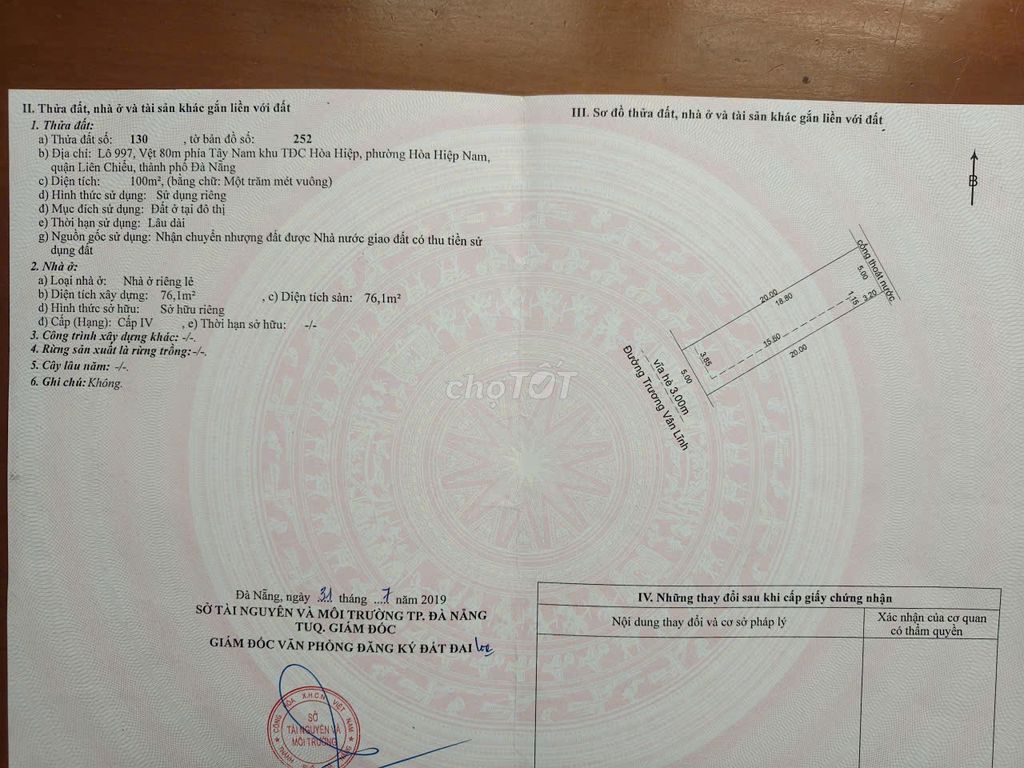 II. Thửa đất, nhà ở và tài sản khác gắn liền với đất
1. Thửa đất:
a) Thửa đất số: 130 , tờ bản đồ số: 252
b) Địa chỉ: Lô 997, Vệt 80m phía Tây Nam khu TĐC Hòa Hiệp, phường Hòa Hiệp Nam,
quận Liên Chiểu, thành phố Đà Nẵng
c) Diện tích: 100m², (bằng chữ: Một trăm mét vuông)
d) Hình thức sử dụng: Sử dụng riêng
đ) Mục đích sử dụng: Đất ở tại đô thị
e) Thời hạn sử dụng: Lâu dài
g) Nguồn gốc sử dụng: Nhận chuyển nhượng đất được Nhà nước giao đất có thu tiền sử
dụng đất
2. Nhà ở:
a) Loại nhà ở: Nhà ở riêng lẻ
b) Diện tích xây dựng: 76,1m² , c) Diện tích sàn: 76,1m²
d) Hình thức sở hữu: Sở hữu riêng
đ) Cấp (Hạng): Cấp IV , e) Thời hạn sở hữu: -/-
3. Công trình xây dựng khác: -/-.
4. Rừng sản xuất là rừng trồng:-/-.
5. Cây lâu năm: -/-.
6. Ghi chú: Không.
Đà Nẵng, ngày 31 tháng 7 năm 2019
SỞ TÀI NGUYÊN VÀ MÔI TRƯỜNG TP. ĐÀ NẴNG
TUQ. GIÁM ĐỐC
GIÁM ĐỐC VĂN PHÒNG ĐĂNG KÝ ĐẤT ĐAI
CỘNG HÒA X.H.C.N VIỆT NAM
SỞ
TÀI NGUYÊN VÀ
MÔI TRƯỜNG
III. Sơ đồ thửa đất, nhà ở và tài sản khác gắn liền với đất
B
cống thoát nước
5.00
20.00
18.80
1.15
3.20
15.60
20.00
3.85
5.00
vỉa hè 3.00m
Đường Trương Văn Lĩnh
chợTỐT
IV. Những thay đổi sau khi cấp giấy chứng nhận
Nội dung thay đổi và cơ sở pháp lý
Xác nhận của cơ quan
có thẩm quyền